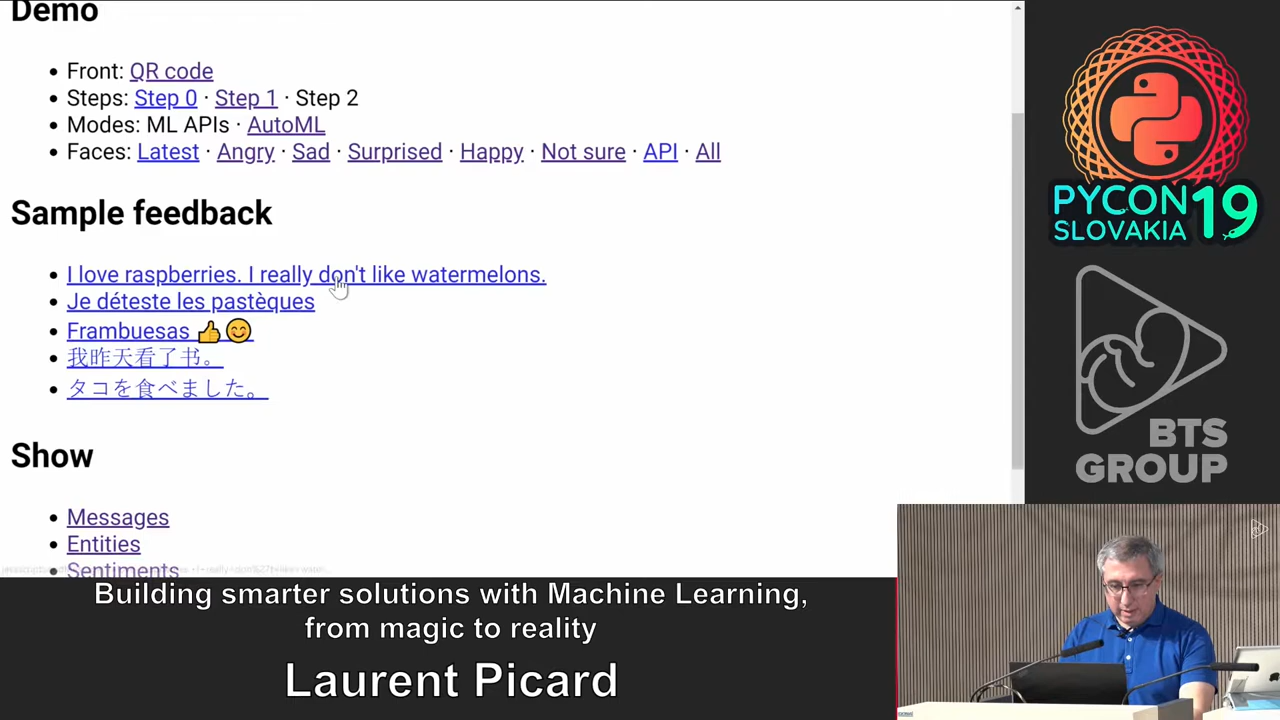 Demo
Front: QR code
Steps: Step 0 · Step 1 · Step 2
Modes: ML APIs · AutoML
Faces: Latest · Angry · Sad · Surprised · Happy · Not sure · API · All
Sample feedback
I love raspberries. I really don't like watermelons.
Je déteste les pastèques
Frambuesas 👍😊
我昨天看了书。
タコを食べました。
Show
Messages
Entities
Sentiments
PYCON 19
SLOVAKIA
BTS
GROUP
Building smarter solutions with Machine Learning,
from magic to reality
Laurent Picard